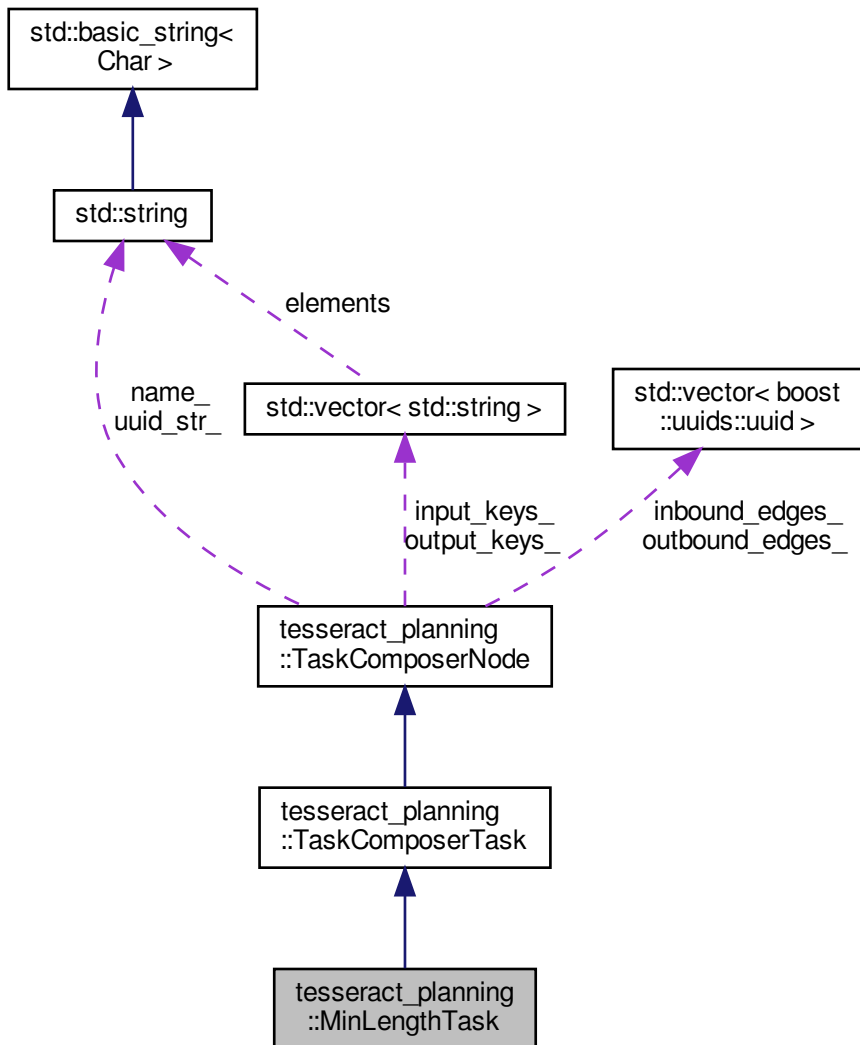 std::basic_string<
Char >
std::string
elements
name_
uuid_str_
std::vector< std::string >
std::vector< boost
::uuids::uuid >
input_keys_
output_keys_
inbound_edges_
outbound_edges_
tesseract_planning
::TaskComposerNode
tesseract_planning
::TaskComposerTask
tesseract_planning
::MinLengthTask